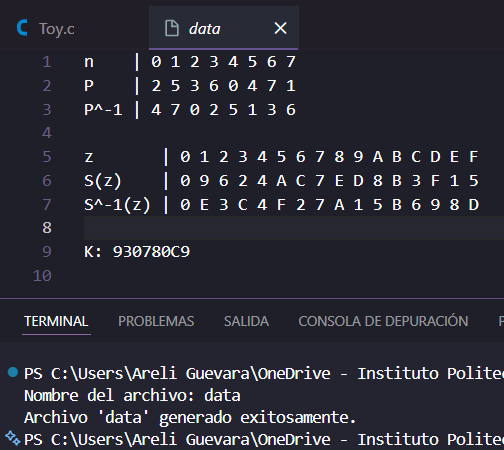 Toy.c data
1 n | 0 1 2 3 4 5 6 7
2 P | 2 5 3 6 0 4 7 1
3 P^-1 | 4 7 0 2 5 1 3 6
4
5 z | 0 1 2 3 4 5 6 7 8 9 A B C D E F
6 S(z) | 0 9 6 2 4 A C 7 E D 8 B 3 F 1 5
7 S^-1(z) | 0 E 3 C 4 F 2 7 A 1 5 B 6 9 8 D
8
9 K: 930780C9
10
TERMINAL PROBLEMAS SALIDA CONSOLA DE DEPURACIÓN
PS C:\Users\Areli Guevara\OneDrive - Instituto Polite
Nombre del archivo: data
Archivo 'data' generado exitosamente.
PS C:\Users\Areli Guevara\OneDrive - Instituto Polite